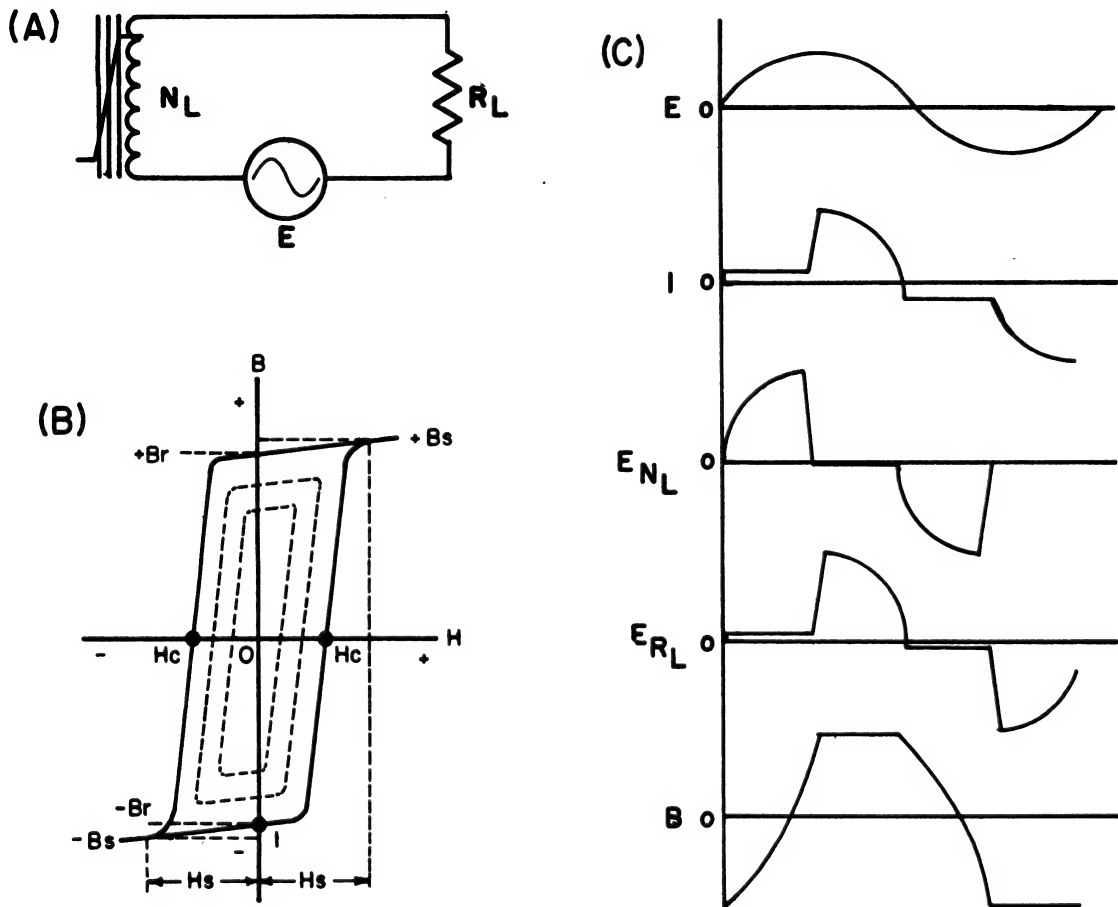 (A)
N_L
R_L
E
(B)
B
+
+Br
+Bs
-
Hc
O
Hc
H
+
-Br
-Bs
-
I
Hs
Hs
(C)
E O
I O
E_N_L O
E_R_L O
B O